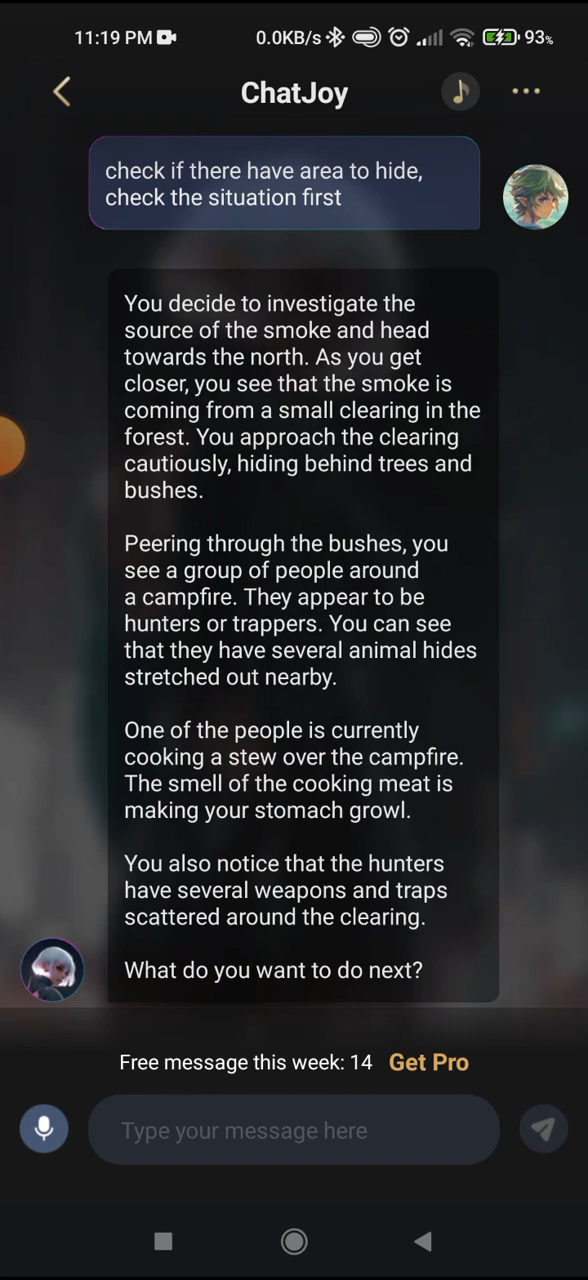 11:19 PM 0.0KB/s 93%
ChatJoy
check if there have area to hide,
check the situation first
You decide to investigate the
source of the smoke and head
towards the north. As you get
closer, you see that the smoke is
coming from a small clearing in the
forest. You approach the clearing
cautiously, hiding behind trees and
bushes.
Peering through the bushes, you
see a group of people around
a campfire. They appear to be
hunters or trappers. You can see
that they have several animal hides
stretched out nearby.
One of the people is currently
cooking a stew over the campfire.
The smell of the cooking meat is
making your stomach growl.
You also notice that the hunters
have several weapons and traps
scattered around the clearing.
What do you want to do next?
Free message this week: 14 Get Pro
Type your message here